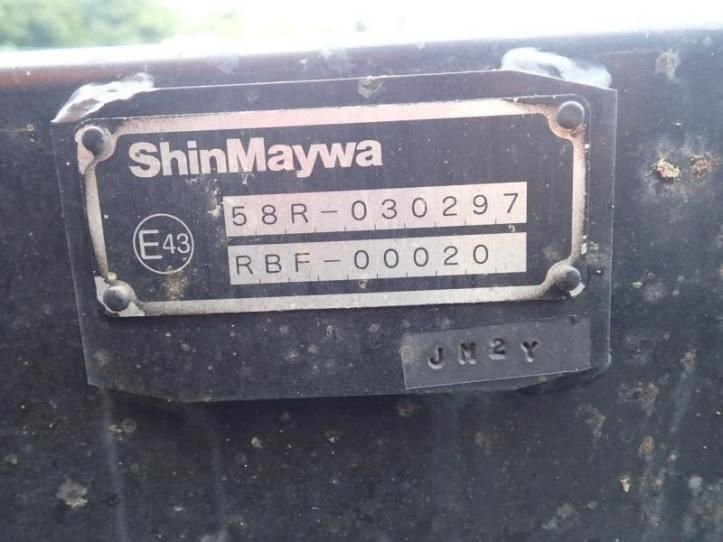 ShinMaywa
58R-030297
E43
RBF-00020
JM2Y